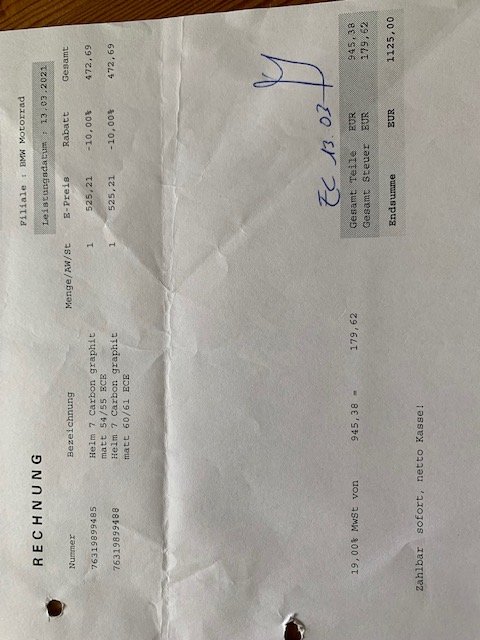 Filiale : BMW Motorrad
Leistungsdatum : 13.03.2021
RECHNUNG
Nummer Bezeichnung Menge/AW/St E-Preis Rabatt Gesamt
76319899485 Helm 7 Carbon graphit 1 525,21 -10,00% 472,69
matt 54/55 ECE
76319899488 Helm 7 Carbon graphit 1 525,21 -10,00% 472,69
matt 60/61 ECE
EC 13.03
Gesamt Teile EUR 945,38
19,00% MwSt von 945,38 = 179,62 Gesamt Steuer EUR 179,62
Endsumme EUR 1125,00
Zahlbar sofort, netto Kasse!